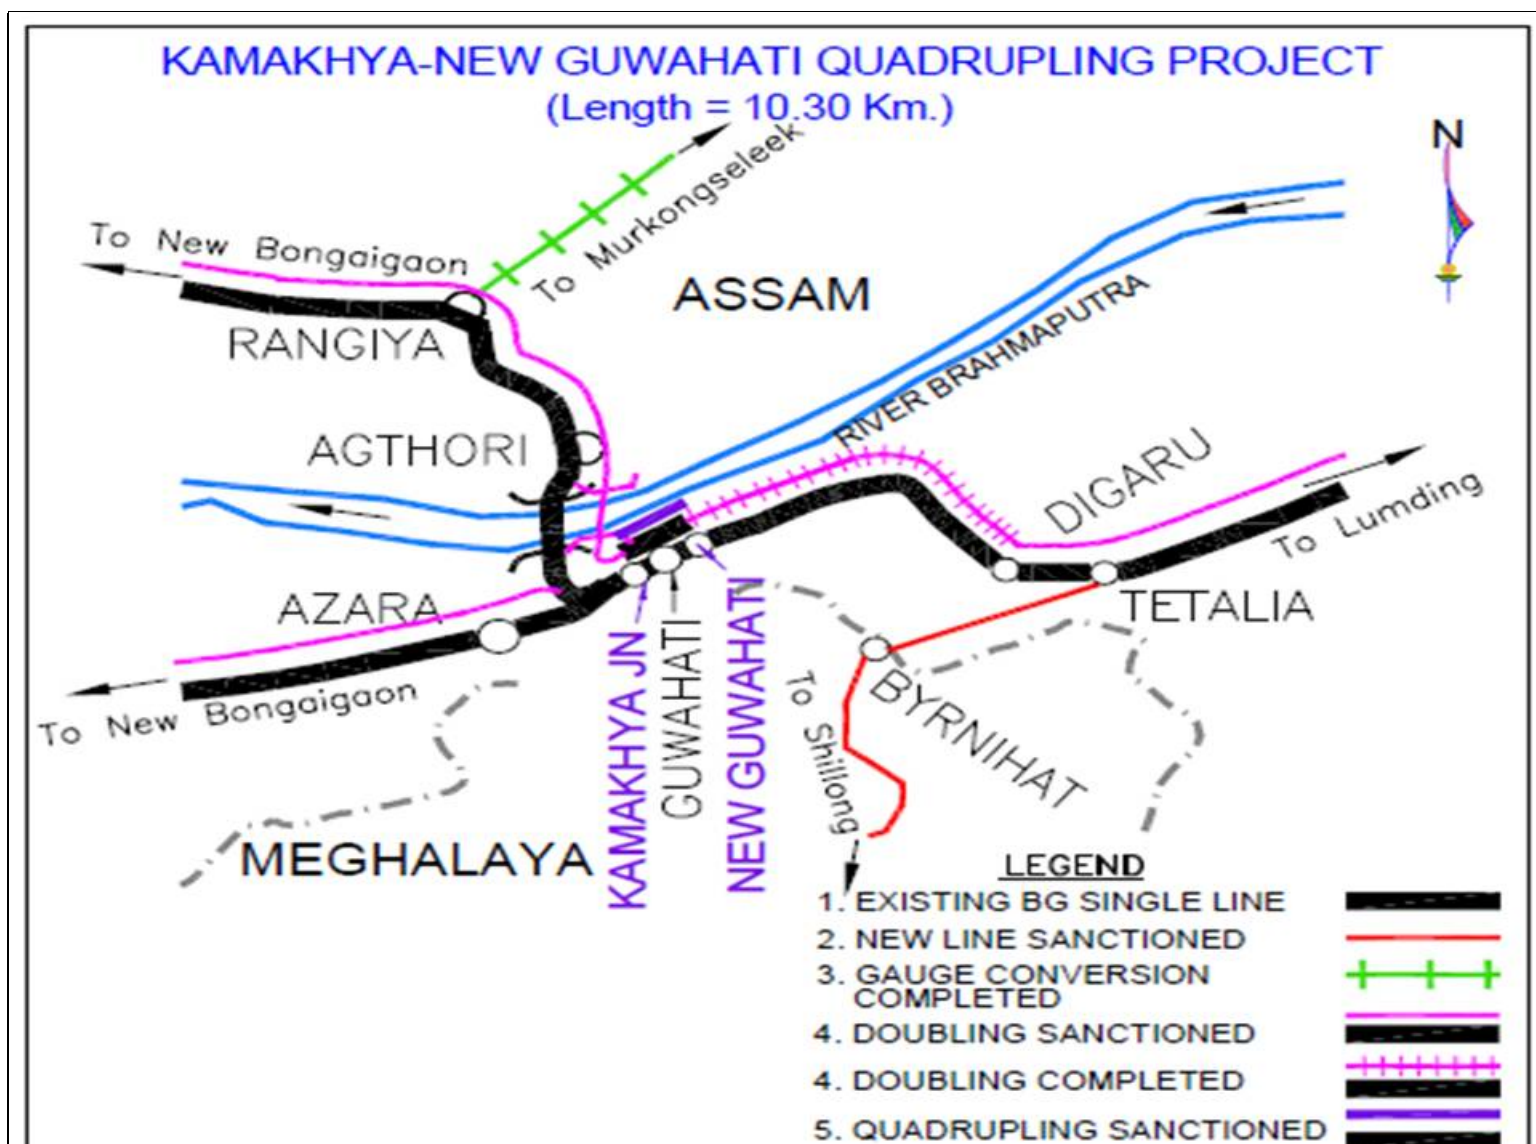 KAMAKHYA-NEW GUWAHATI QUADRUPLING PROJECT
(Length = 10.30 Km.)
N
To Murkongseleek
To New Bongaigaon
ASSAM
RANGIYA
RIVER BRAHMAPUTRA
AGTHORI
DIGARU
To Lumding
AZARA
TETALIA
To New Bongaigaon
KAMAKHYA JN
GUWAHATI
NEW GUWAHATI
BYRNIHAT
To Shillong
MEGHALAYA
LEGEND
1. EXISTING BG SINGLE LINE
2. NEW LINE SANCTIONED
3. GAUGE CONVERSION
COMPLETED
4. DOUBLING SANCTIONED
4. DOUBLING COMPLETED
5. QUADRUPLING SANCTIONED